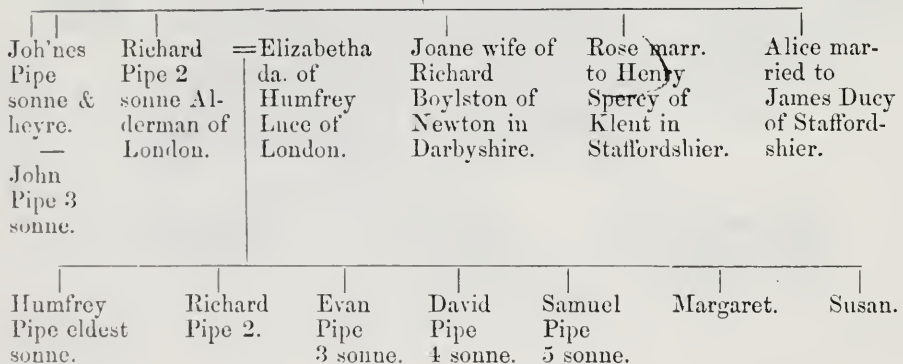 Joh'nes
Pipe
sonne &
heyre.
—
John
Pipe 3
sonne.
Richard
Pipe 2
sonne Al-
derman of
London.
=Elizabetha
da. of
Humfrey
Luce of
London.
Joane wife of
Richard
Boylston of
Newton in
Darbyshire.
Rose marr.
to Henry
Spercy of
Klent in
Staffordshier.
Alice mar-
ried to
James Ducy
of Stafford-
shier.
Humfrey
Pipe eldest
sonne.
Richard
Pipe 2.
Evan
Pipe
3 sonne.
David
Pipe
4 sonne.
Samuel
Pipe
5 sonne.
Margaret.
Susan.